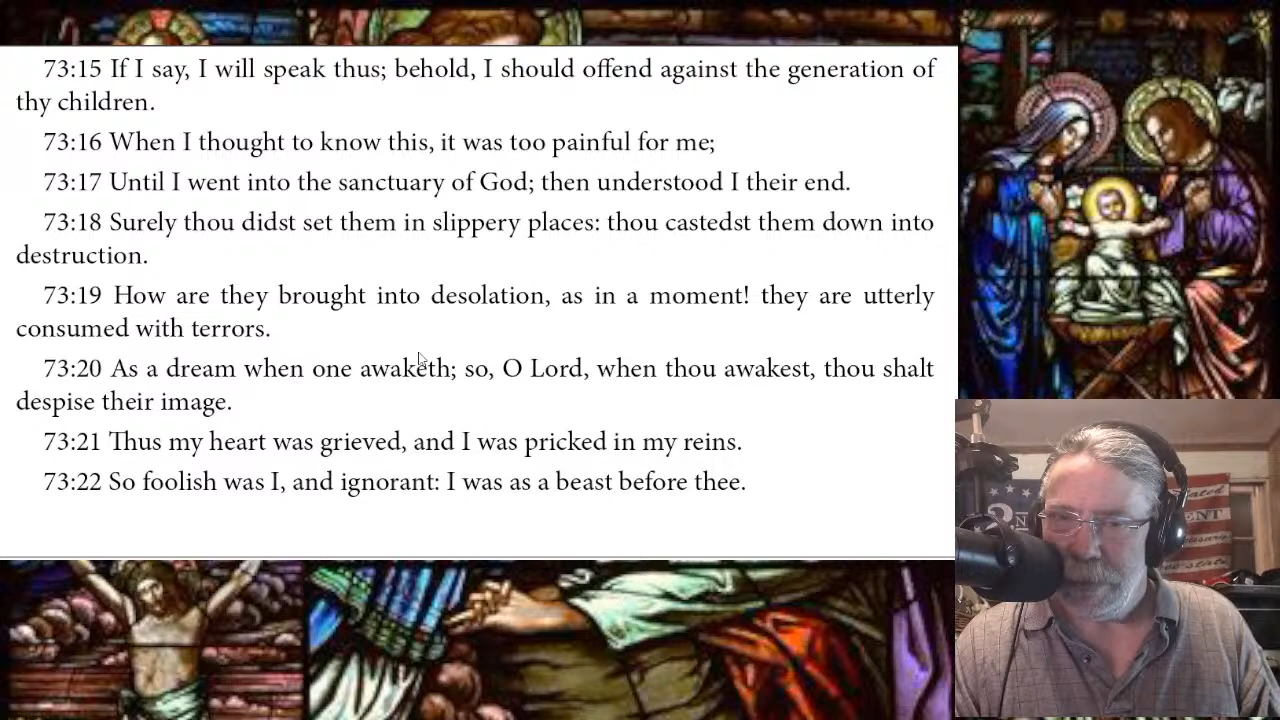 73:15 If I say, I will speak thus; behold, I should offend against the generation of
thy children.
73:16 When I thought to know this, it was too painful for me;
73:17 Until I went into the sanctuary of God; then understood I their end.
73:18 Surely thou didst set them in slippery places: thou castedst them down into
destruction.
73:19 How are they brought into desolation, as in a moment! they are utterly
consumed with terrors.
73:20 As a dream when one awaketh; so, O Lord, when thou awakest, thou shalt
despise their image.
73:21 Thus my heart was grieved, and I was pricked in my reins.
73:22 So foolish was I, and ignorant: I was as a beast before thee.